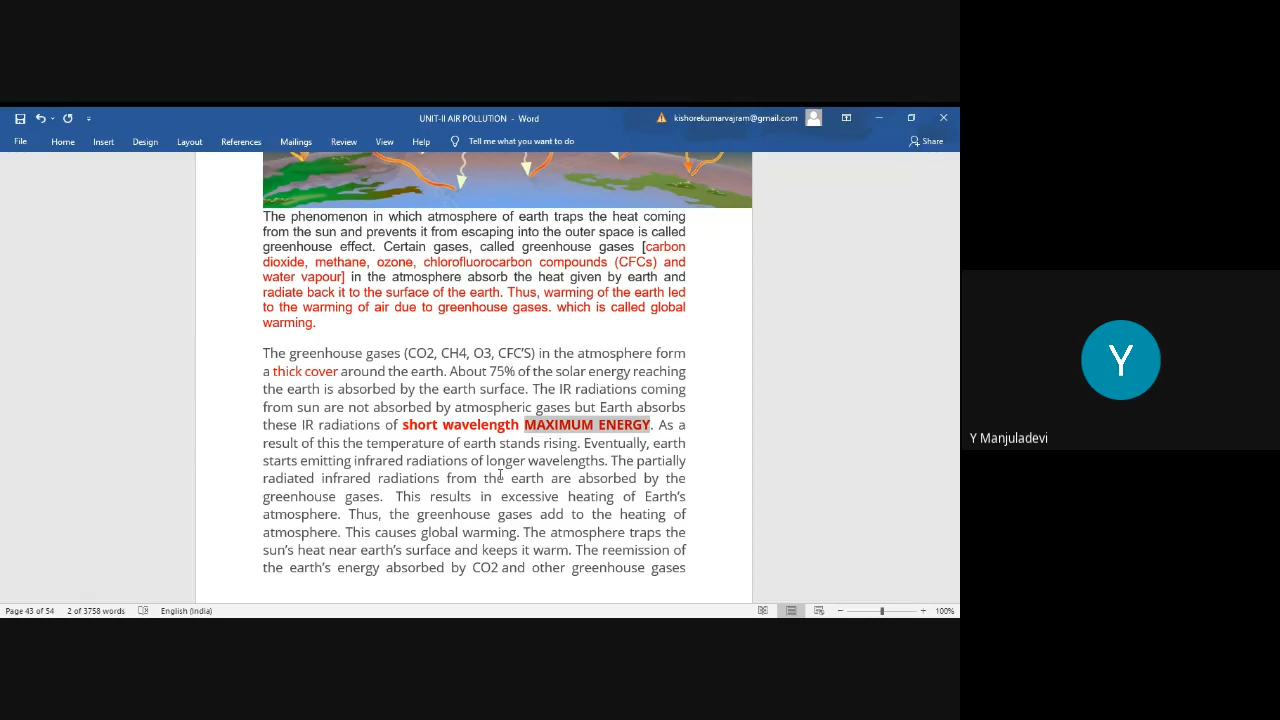 UNIT-II AIR POLLUTION - Word
kishorekumarvajram@gmail.com
File Home Insert Design Layout References Mailings Review View Help Tell me what you want to do Share
The phenomenon in which atmosphere of earth traps the heat coming
from the sun and prevents it from escaping into the outer space is called
greenhouse effect. Certain gases, called greenhouse gases [carbon
dioxide, methane, ozone, chlorofluorocarbon compounds (CFCs) and
water vapour] in the atmosphere absorb the heat given by earth and
radiate back it to the surface of the earth. Thus, warming of the earth led
to the warming of air due to greenhouse gases. which is called global
warming.
The greenhouse gases (CO2, CH4, O3, CFC'S) in the atmosphere form
a thick cover around the earth. About 75% of the solar energy reaching
the earth is absorbed by the earth surface. The IR radiations coming
from sun are not absorbed by atmospheric gases but Earth absorbs
these IR radiations of short wavelength MAXIMUM ENERGY. As a
result of this the temperature of earth stands rising. Eventually, earth
starts emitting infrared radiations of longer wavelengths. The partially
radiated infrared radiations from the earth are absorbed by the
greenhouse gases. This results in excessive heating of Earth's
atmosphere. Thus, the greenhouse gases add to the heating of
atmosphere. This causes global warming. The atmosphere traps the
sun's heat near earth's surface and keeps it warm. The reemission of
the earth's energy absorbed by CO2 and other greenhouse gases
Page 43 of 54 2 of 3758 words English (India) 100%
Y
Y Manjuladevi